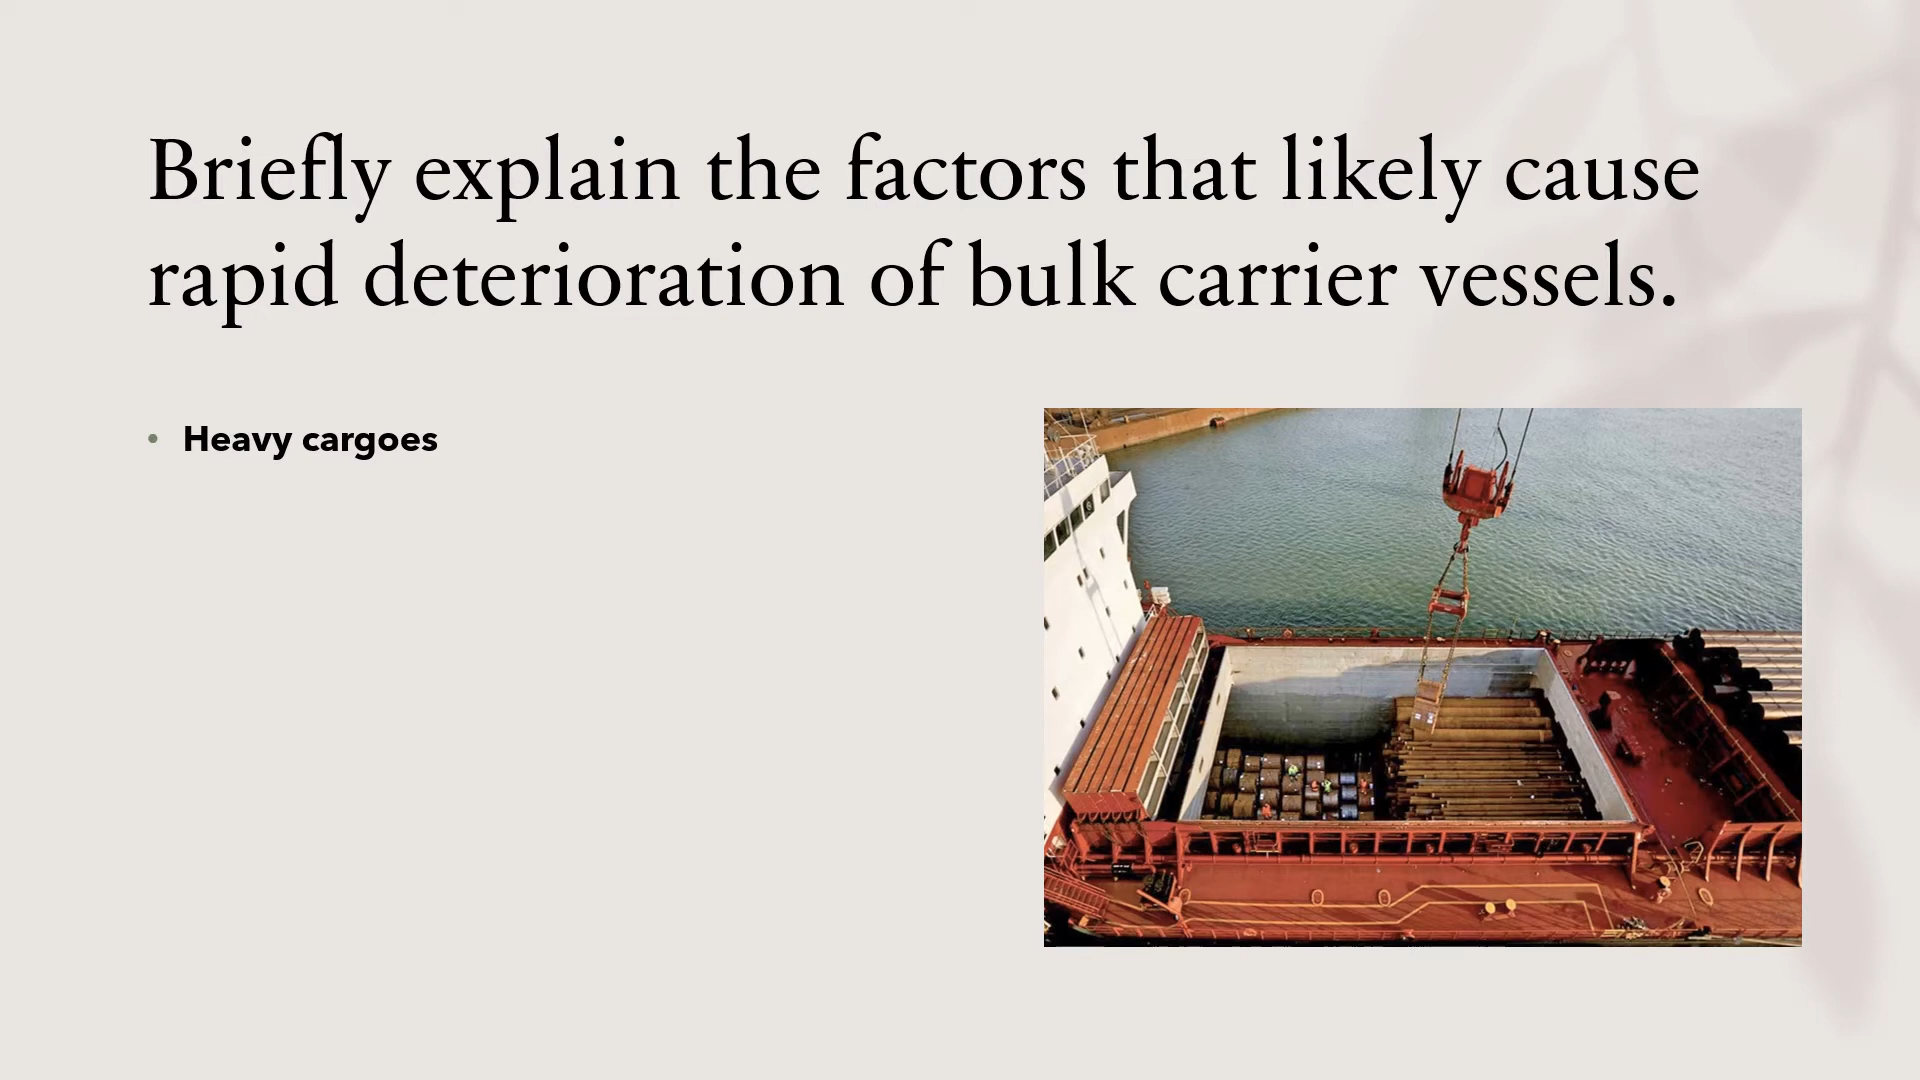 Briefly explain the factors that likely cause
rapid deterioration of bulk carrier vessels.
• Heavy cargoes